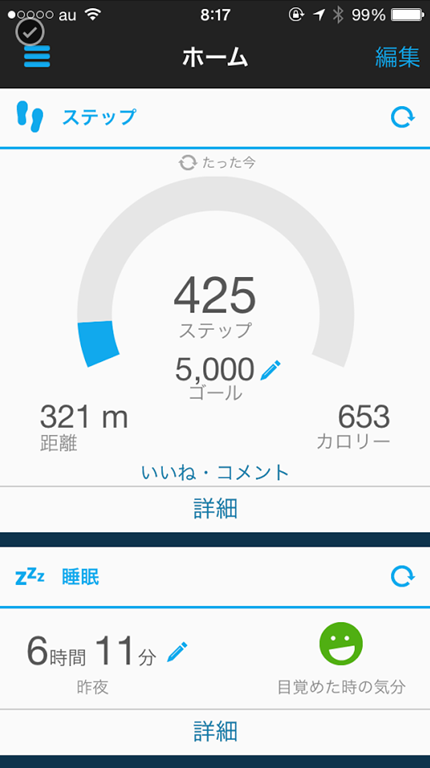 au 8:17 99%
ホーム 編集
ステップ
たった今
425
ステップ
5,000
ゴール
321 m 653
距離 カロリー
いいね・コメント
詳細
zzz 睡眠
6時間 11分
昨夜 目覚めた時の気分
詳細